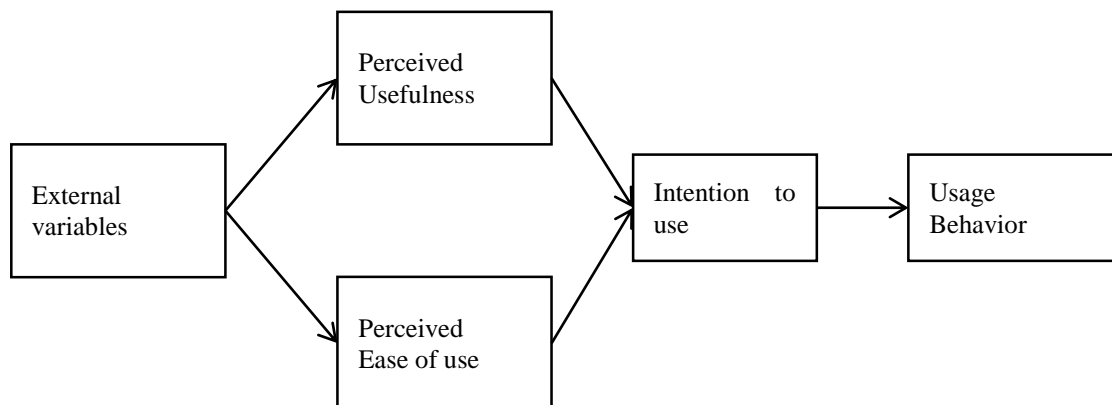 External
variables
Perceived
Usefulness
Perceived
Ease of use
Intention to
use
Usage
Behavior